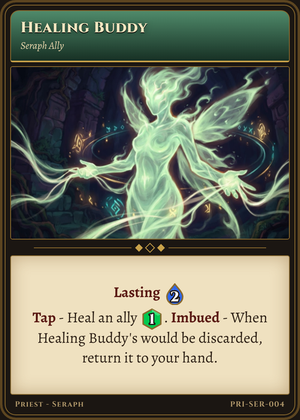 Healing Buddy
Seraph Ally
Lasting 2
Tap - Heal an ally 1 . Imbued - When
Healing Buddy's would be discarded,
return it to your hand.
Priest - Seraph PRI-SER-004